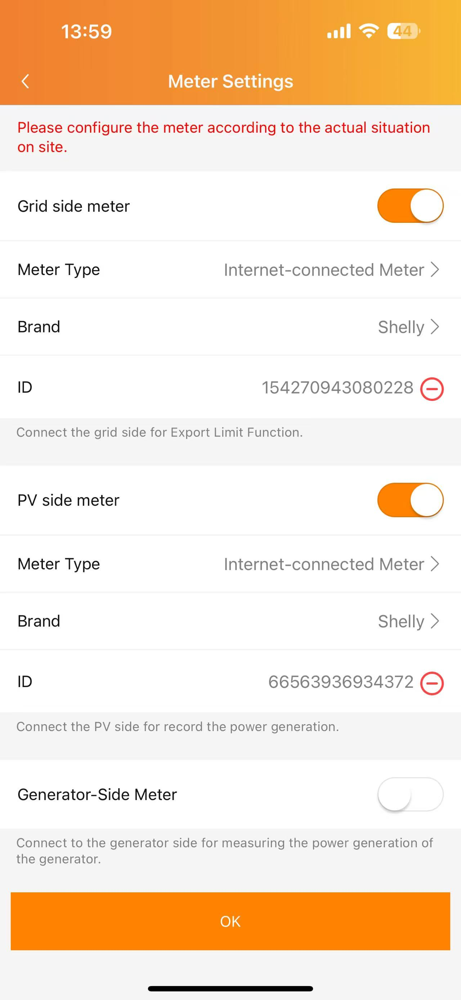 13:59
44
Meter Settings
Please configure the meter according to the actual situation
on site.
Grid side meter
Meter Type Internet-connected Meter
Brand Shelly
ID 154270943080228
Connect the grid side for Export Limit Function.
PV side meter
Meter Type Internet-connected Meter
Brand Shelly
ID 66563936934372
Connect the PV side for record the power generation.
Generator-Side Meter
Connect to the generator side for measuring the power generation of
the generator.
OK